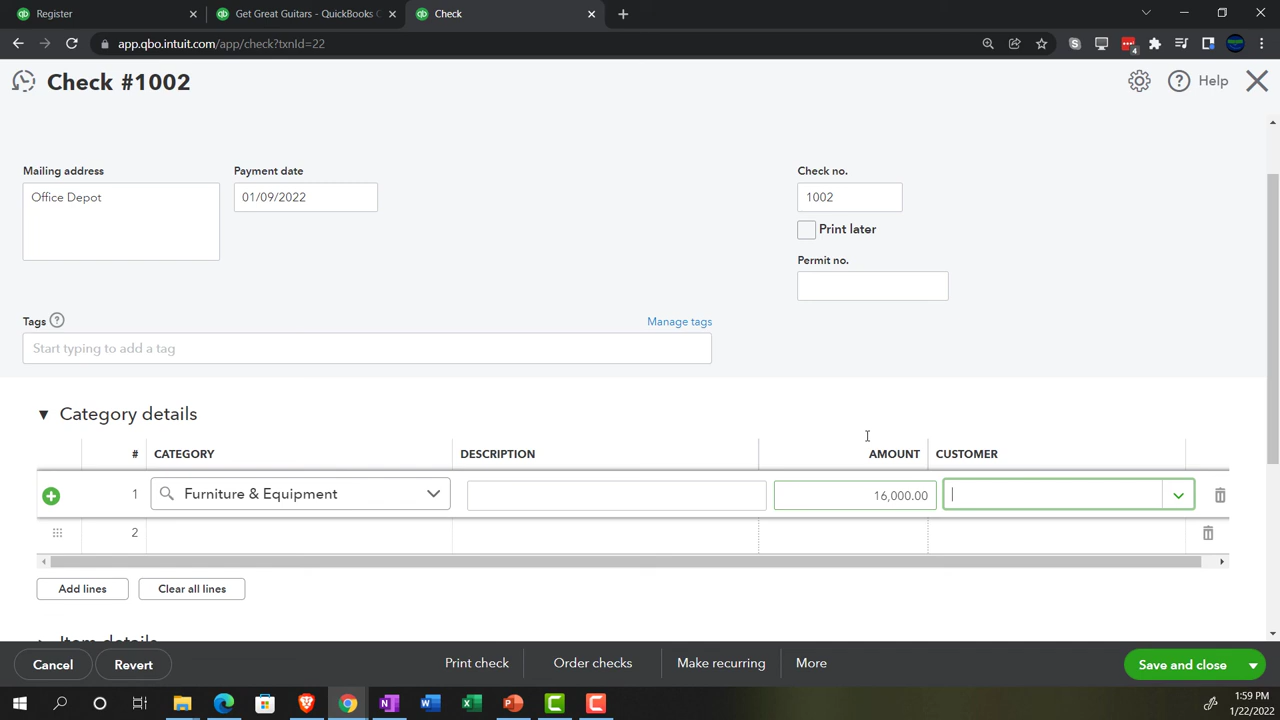 Register
Get Great Guitars - QuickBooks
Check
app.qbo.intuit.com/app/check?txnId=22
4
Check #1002
Help
Mailing address
Payment date
Check no.
Office Depot
01/09/2022
1002
Print later
Permit no.
Tags
Manage tags
Start typing to add a tag
Category details
# CATEGORY DESCRIPTION AMOUNT CUSTOMER
1 Furniture & Equipment 16,000.00
2
Add lines
Clear all lines
Item details
Cancel
Revert
Print check
Order checks
Make recurring
More
Save and close
1:59 PM
1/22/2022